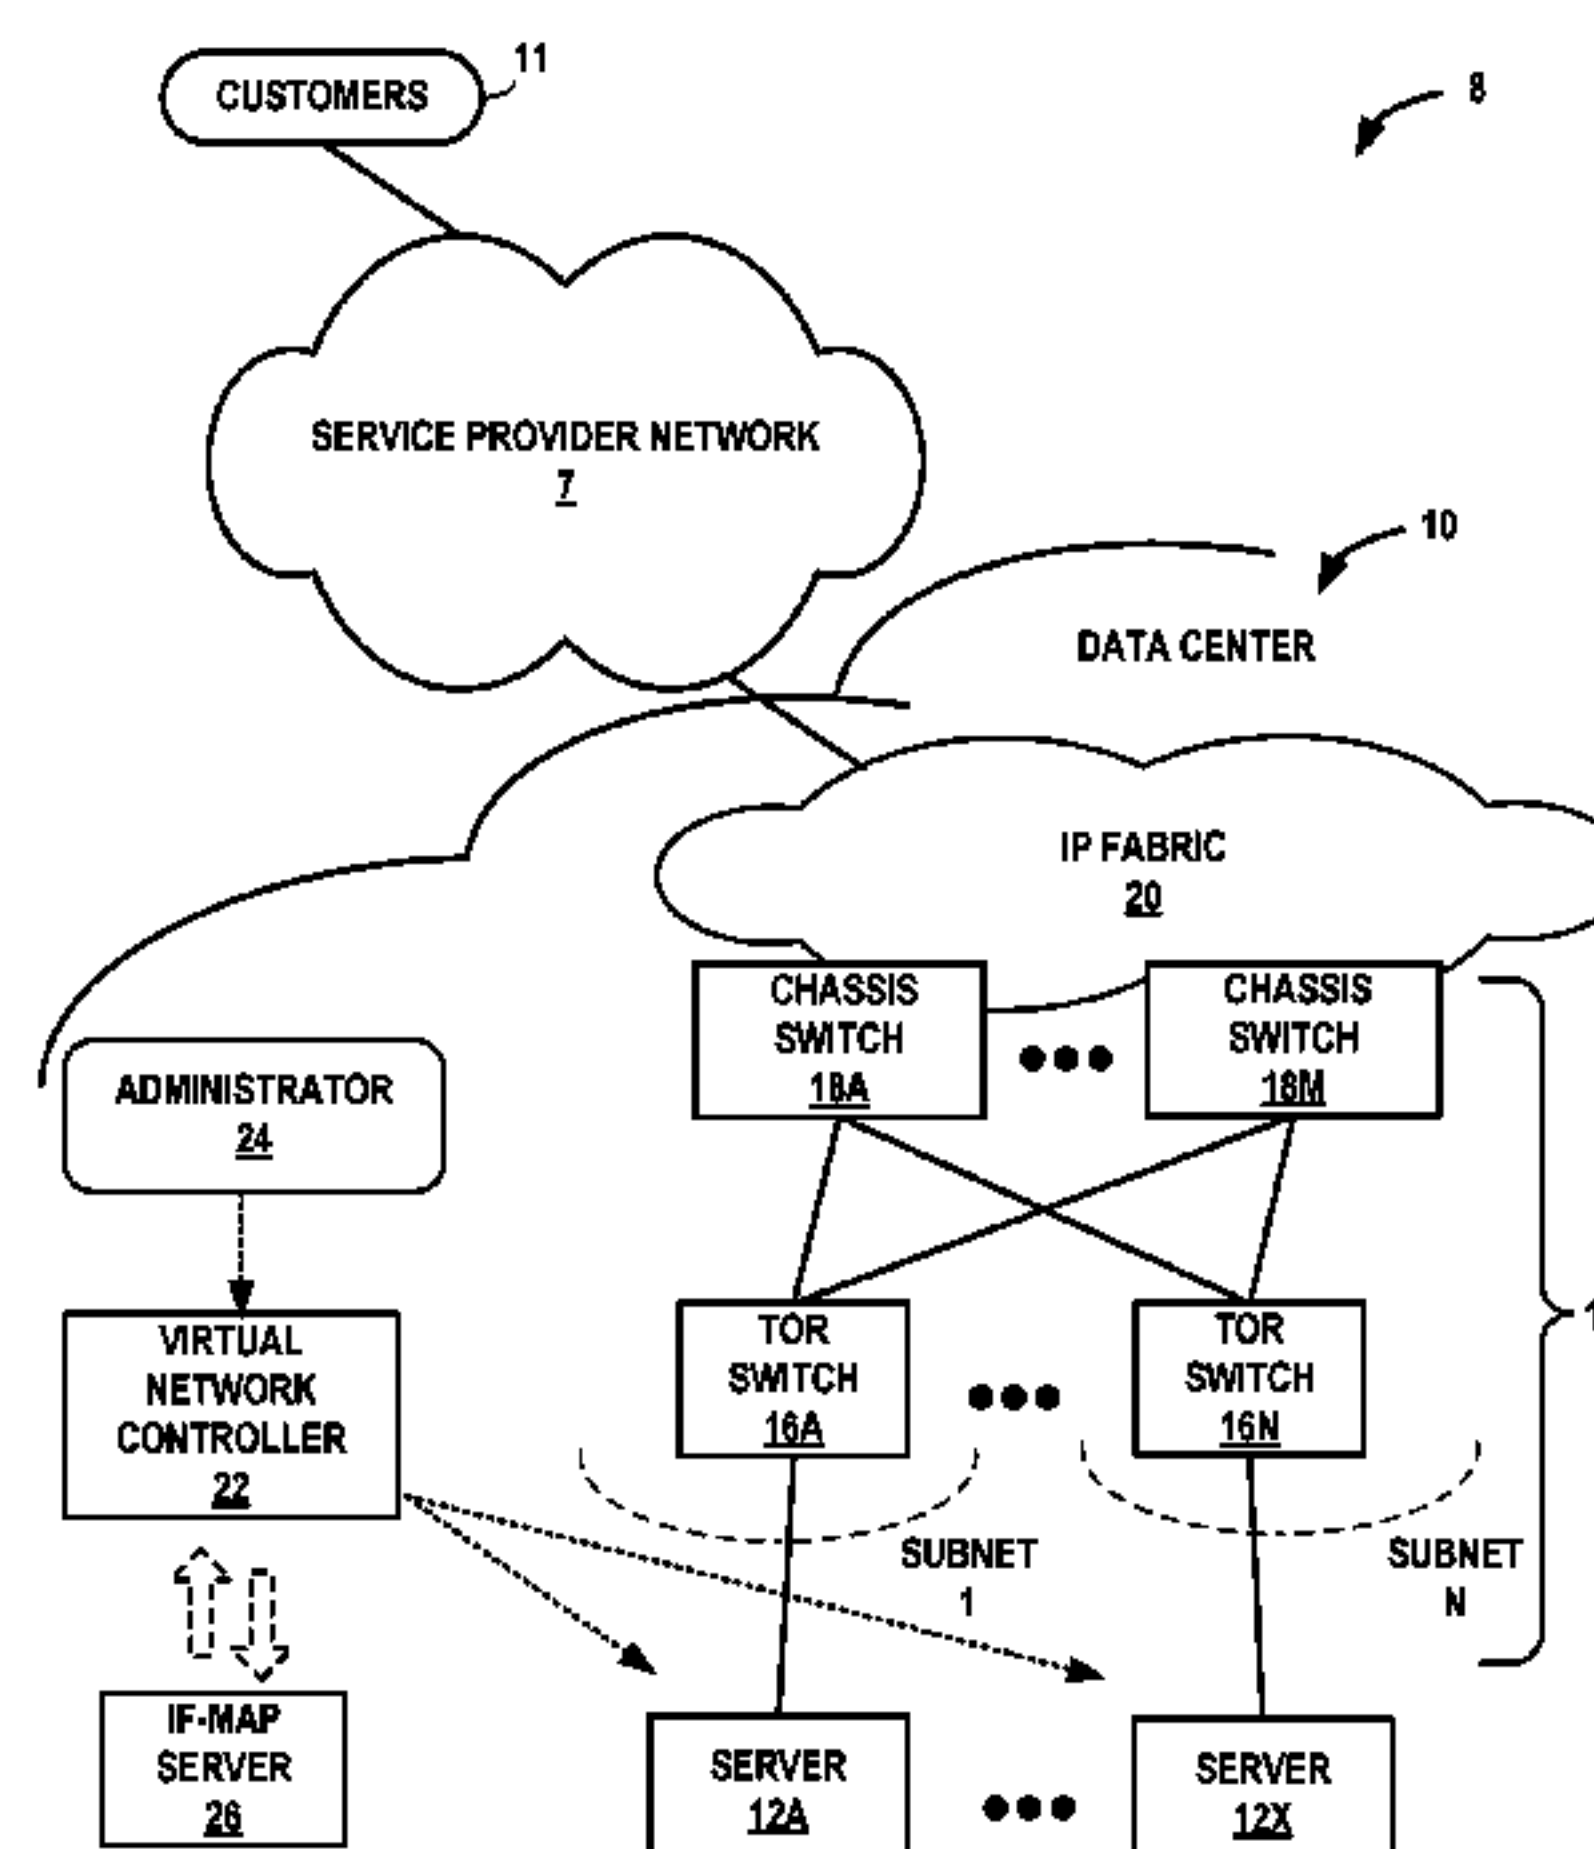 11
CUSTOMERS
8
SERVICE PROVIDER NETWORK
7
10
DATA CENTER
IP FABRIC
20
CHASSIS
SWITCH
18A
CHASSIS
SWITCH
18M
ADMINISTRATOR
24
VIRTUAL
NETWORK
CONTROLLER
22
TOR
SWITCH
16A
TOR
SWITCH
16N
SUBNET
1
SUBNET
N
IF-MAP
SERVER
26
SERVER
12A
SERVER
12X